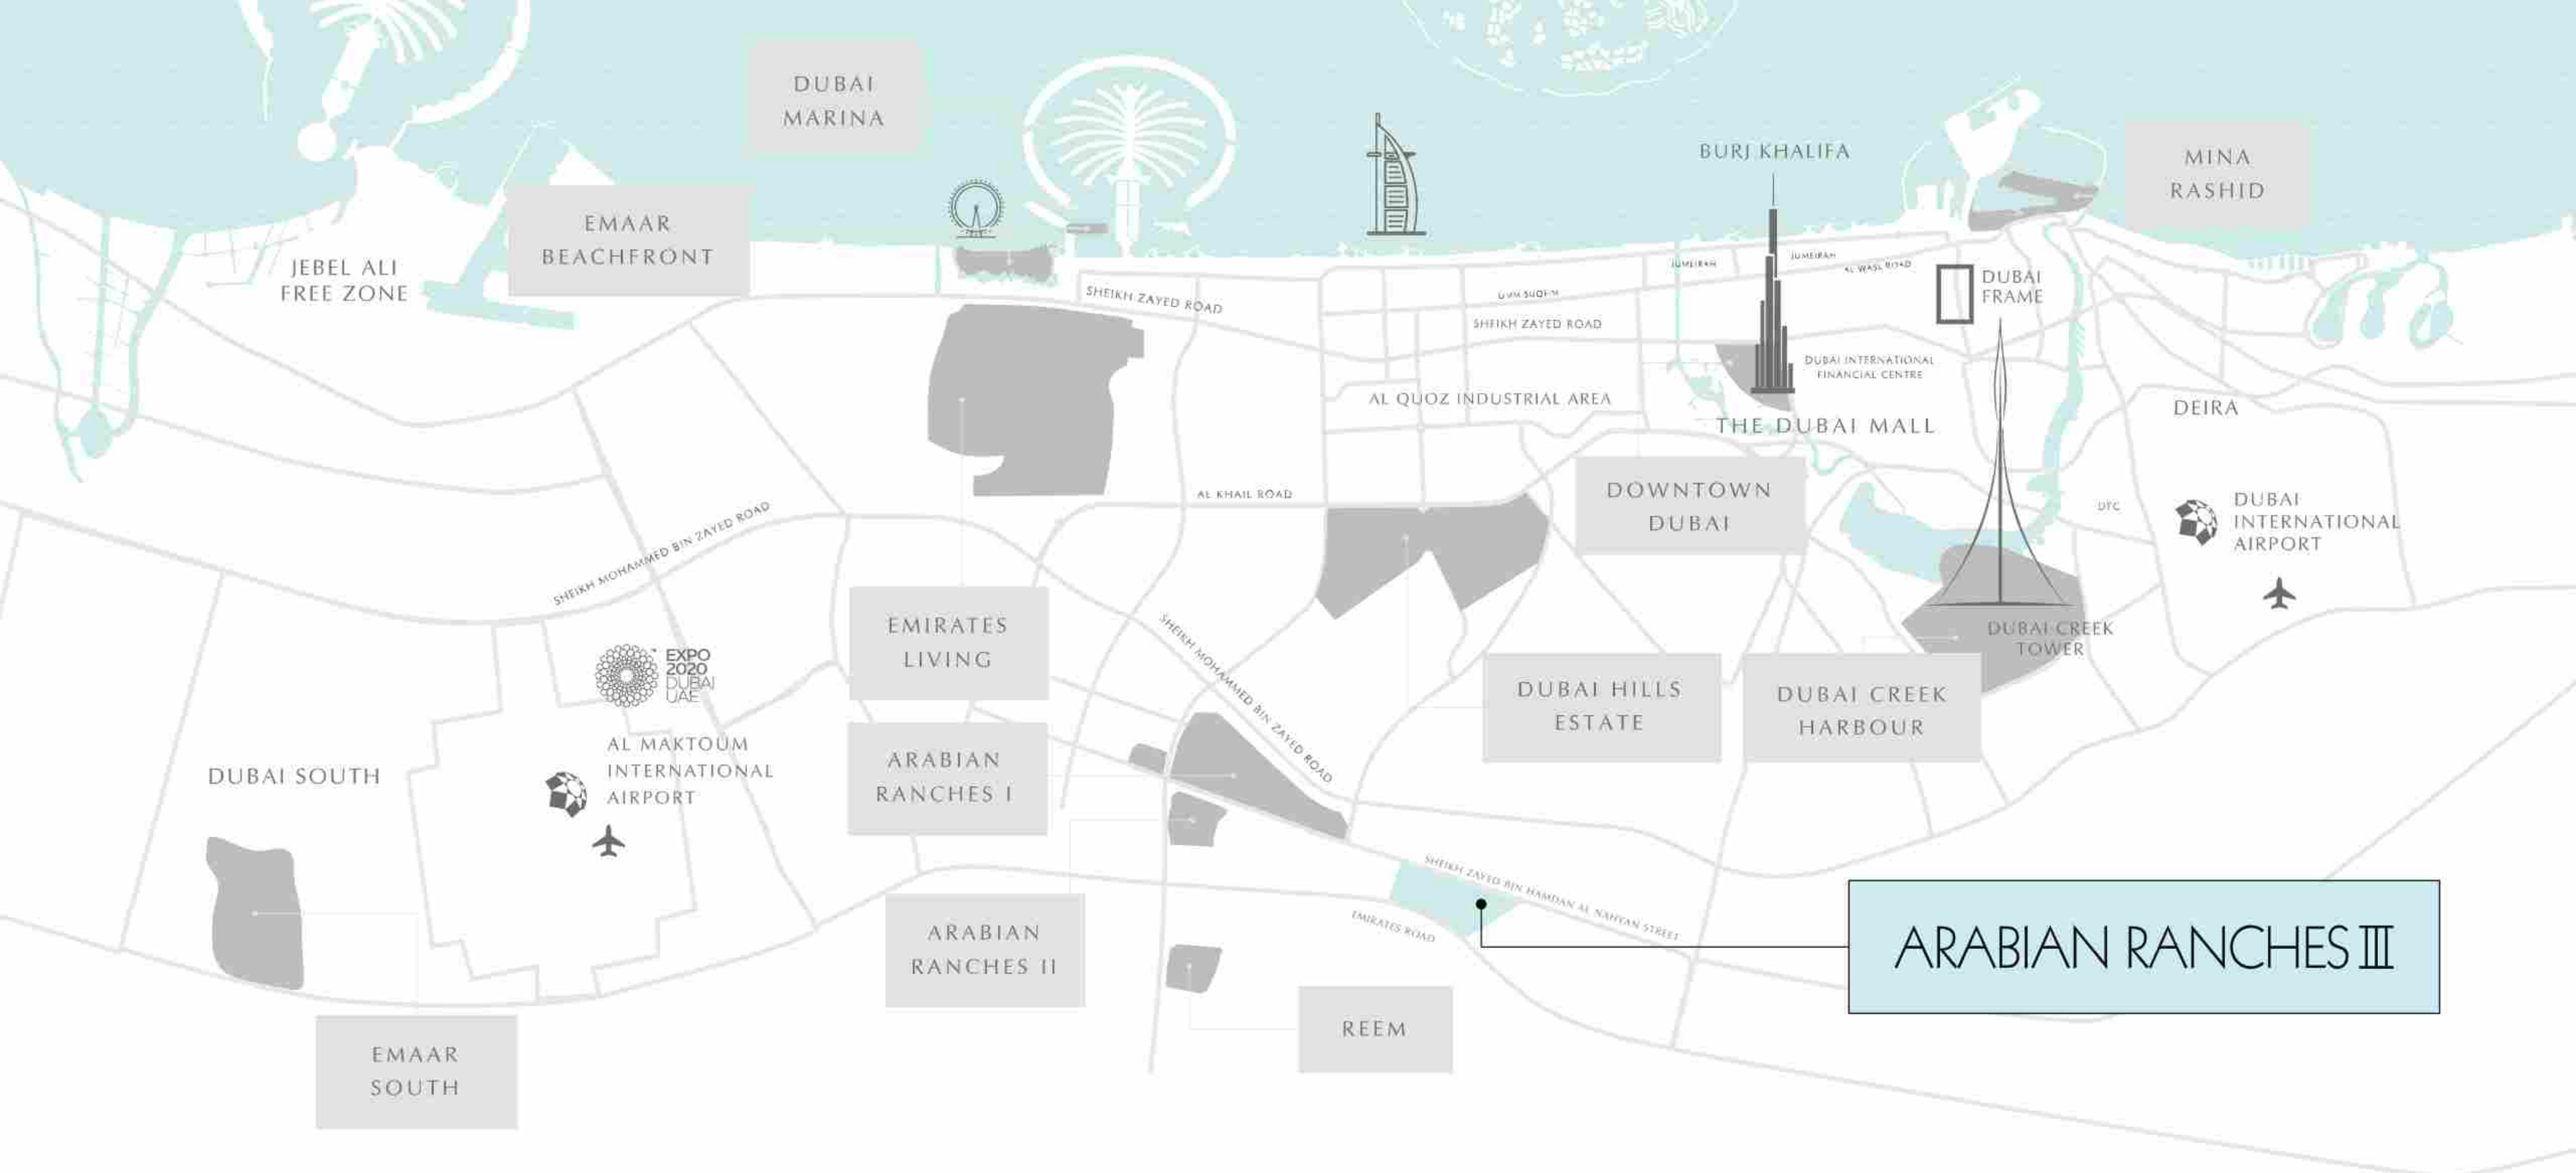 DUBAI
MARINA
BURJ KHALIFA
MINA
RASHID
EMAAR
BEACHFRONT
JEBEL ALI
FREE ZONE
JUMEIRAH
JUMEIRAH
AL WASL ROAD
DUBAI
FRAME
SHEIKH ZAYED ROAD
UMM SUQEIM
SHEIKH ZAYED ROAD
DUBAI INTERNATIONAL
FINANCIAL CENTRE
AL QUOZ INDUSTRIAL AREA
THE DUBAI MALL
DEIRA
AL KHAIL ROAD
DOWNTOWN
DUBAI
DFC
DUBAI
INTERNATIONAL
AIRPORT
SHEIKH MOHAMMED BIN ZAYED ROAD
EMIRATES
LIVING
SHEIKH MOHAMMED BIN ZAYED ROAD
DUBAI CREEK
TOWER
EXPO
2020
DUBAI
UAE
DUBAI HILLS
ESTATE
DUBAI CREEK
HARBOUR
AL MAKTOUM
INTERNATIONAL
AIRPORT
DUBAI SOUTH
ARABIAN
RANCHES I
SHEIKH ZAYED BIN HAMDAN AL NAHYAN STREET
EMIRATES ROAD
ARABIAN
RANCHES II
ARABIAN RANCHES III
REEM
EMAAR
SOUTH